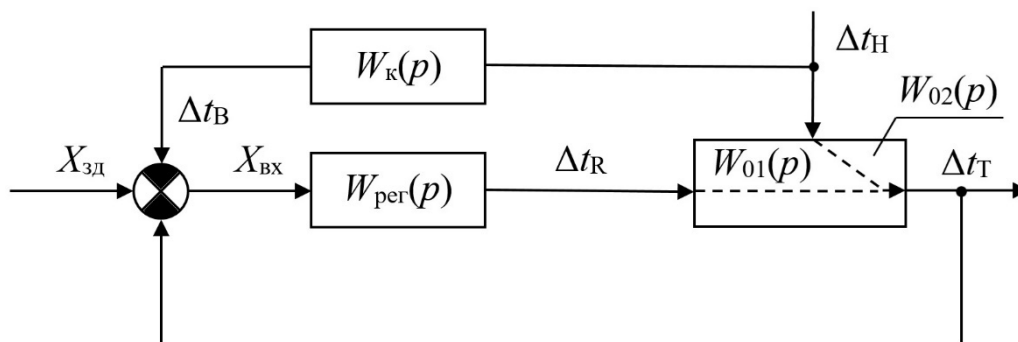 Δt_Н
W_к(p)
W_02(p)
Δt_В
X_зд
X_вх
W_рег(p)
Δt_R
W_01(p)
Δt_Т